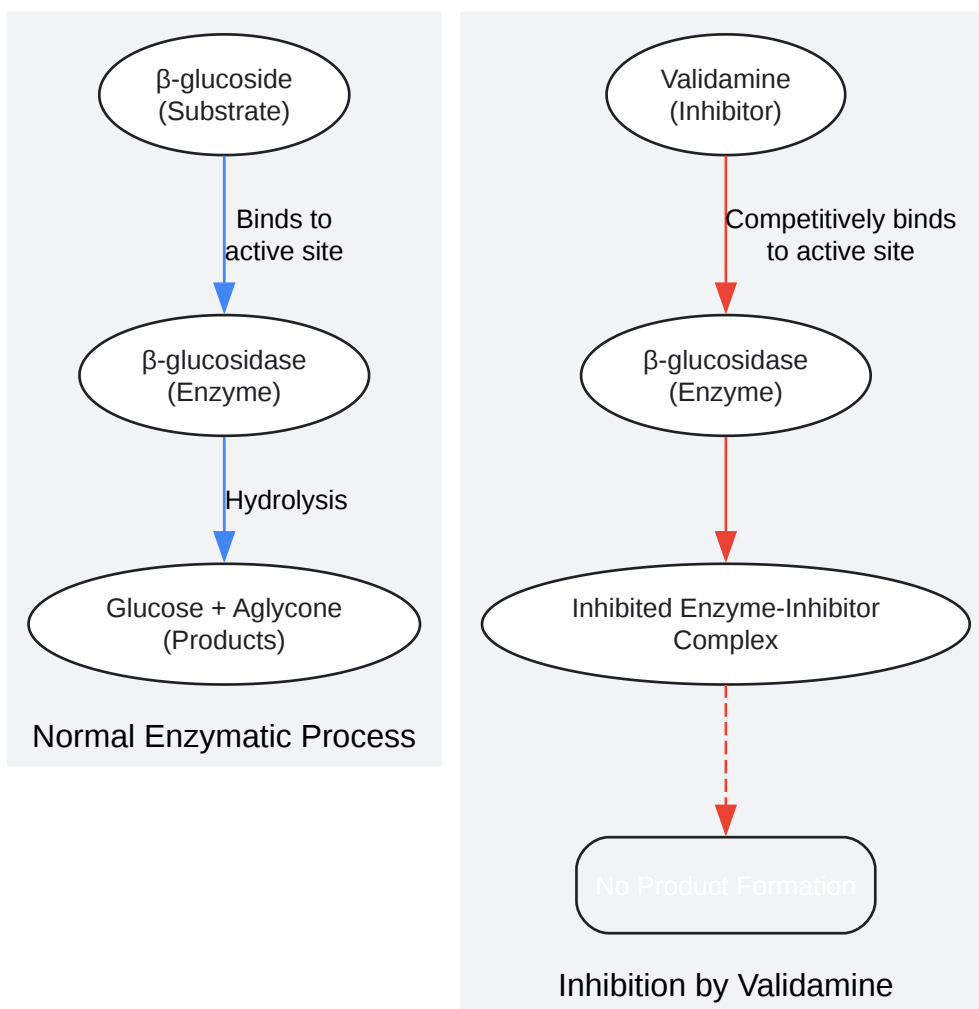 β-glucoside
(Substrate)
Binds to
active site
β-glucosidase
(Enzyme)
Hydrolysis
Glucose + Aglycone
(Products)
Normal Enzymatic Process
Validamine
(Inhibitor)
Competitively binds
to active site
β-glucosidase
(Enzyme)
Inhibited Enzyme-Inhibitor
Complex
No Product Formation
Inhibition by Validamine